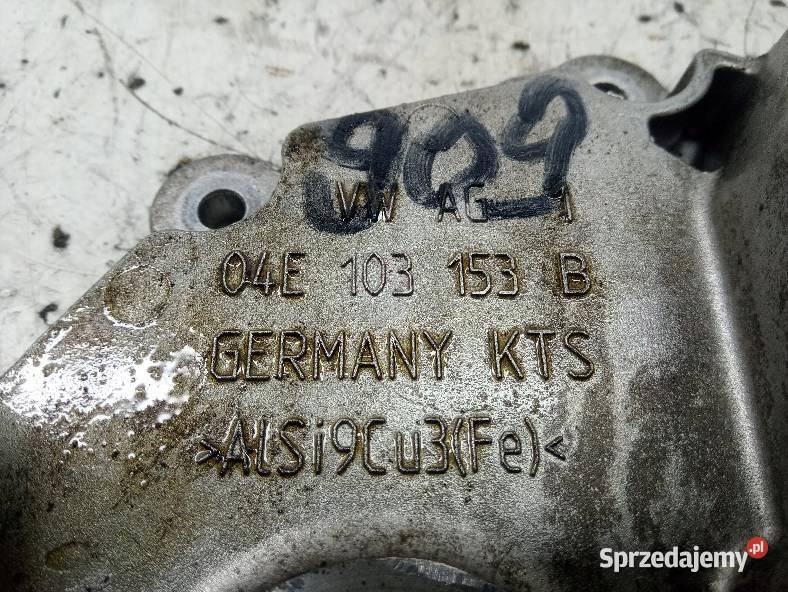 909
VW AG 1
04E 103 153 B
GERMANY KTS
>AlSi9Cu3(Fe)<
Sprzedajemy.pl